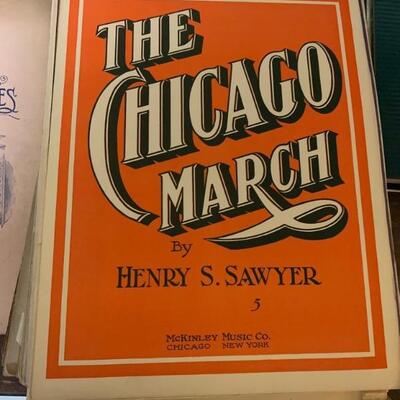 THE
CHICAGO
MARCH
By
HENRY S. SAWYER
5
MCKINLEY MUSIC CO.
CHICAGO NEW YORK